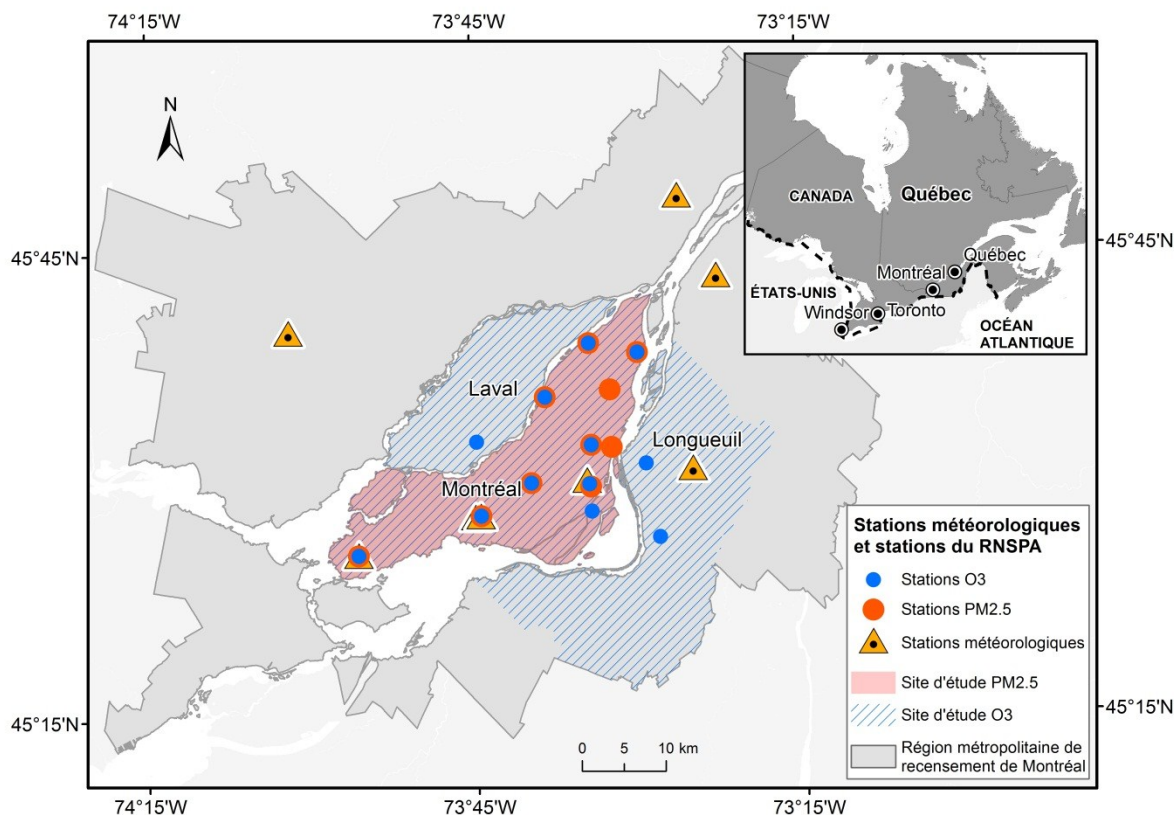 74°15'W
73°45'W
73°15'W
N
CANADA
Québec
Québec
Montréal
ÉTATS-UNIS
Windsor
Toronto
OCÉAN
ATLANTIQUE
45°45'N
45°45'N
Laval
Longueuil
Montréal
Stations météorologiques
et stations du RNSPA
Stations O3
Stations PM2.5
Stations météorologiques
Site d'étude PM2.5
Site d'étude O3
Région métropolitaine de
recensement de Montréal
45°15'N
45°15'N
0 5 10 km
74°15'W
73°45'W
73°15'W